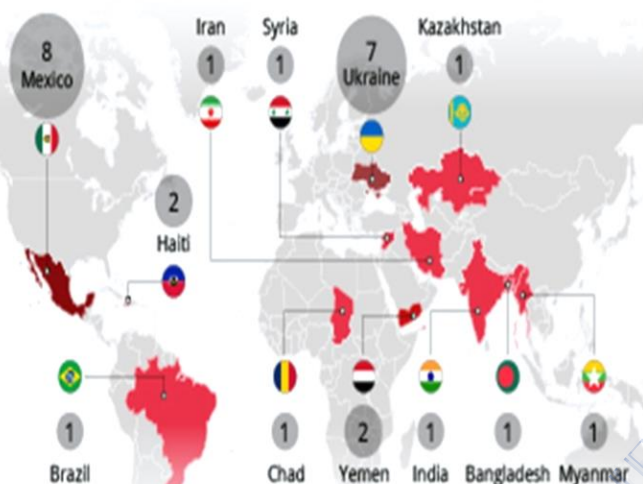 Iran
1
Syria
1
Kazakhstan
1
8
Mexico
7
Ukraine
2
Haiti
1
Brazil
1
Chad
2
Yemen
1
India
1
Bangladesh
1
Myanmar